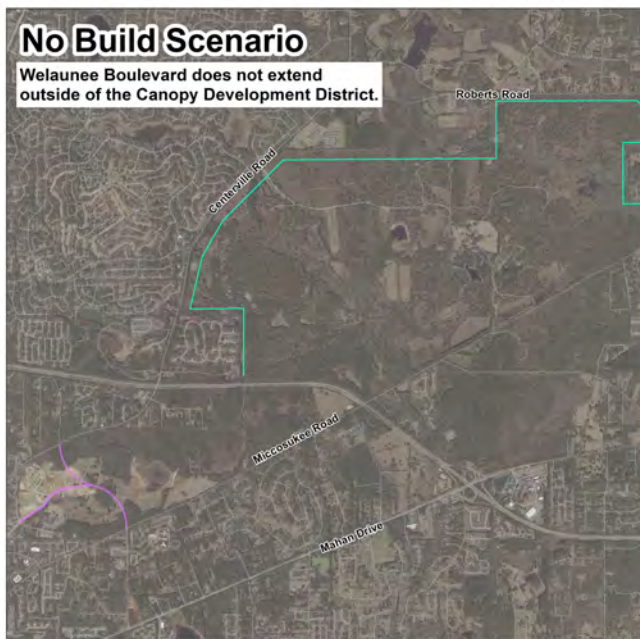 No Build Scenario
Welaunee Boulevard does not extend
outside of the Canopy Development District.
Roberts Road
Centerville Road
Miccosukee Road
Mahan Drive